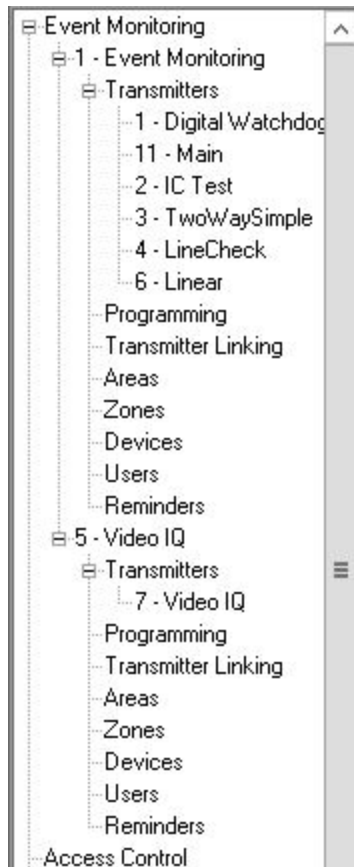 Event Monitoring
1 - Event Monitoring
Transmitters
1 - Digital Watchdog
11 - Main
2 - IC Test
3 - TwoWaySimple
4 - LineCheck
6 - Linear
Programming
Transmitter Linking
Areas
Zones
Devices
Users
Reminders
5 - Video IQ
Transmitters
7 - Video IQ
Programming
Transmitter Linking
Areas
Zones
Devices
Users
Reminders
Access Control